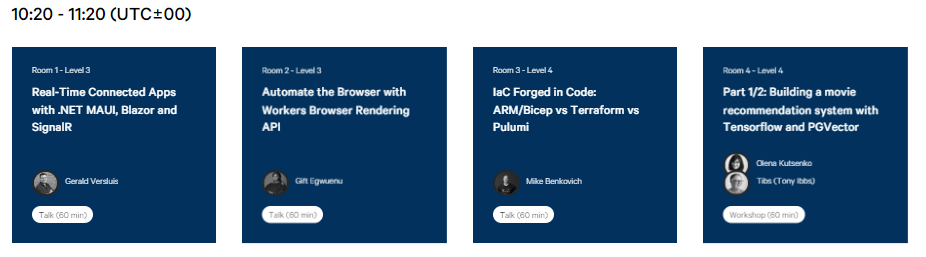 10:20 - 11:20 (UTC±00)
Room 1 - Level 3
Real-Time Connected Apps
with .NET MAUI, Blazor and
SignalR
Gerald Versluis
Talk (60 min)
Room 2 - Level 3
Automate the Browser with
Workers Browser Rendering
API
Gift Egwuenu
Talk (60 min)
Room 3 - Level 4
IaC Forged in Code:
ARM/Bicep vs Terraform vs
Pulumi
Mike Benkovich
Talk (60 min)
Room 4 - Level 4
Part 1/2: Building a movie
recommendation system with
Tensorflow and PGVector
Olena Kutsenko
Tibs (Tony Ibbs)
Workshop (60 min)